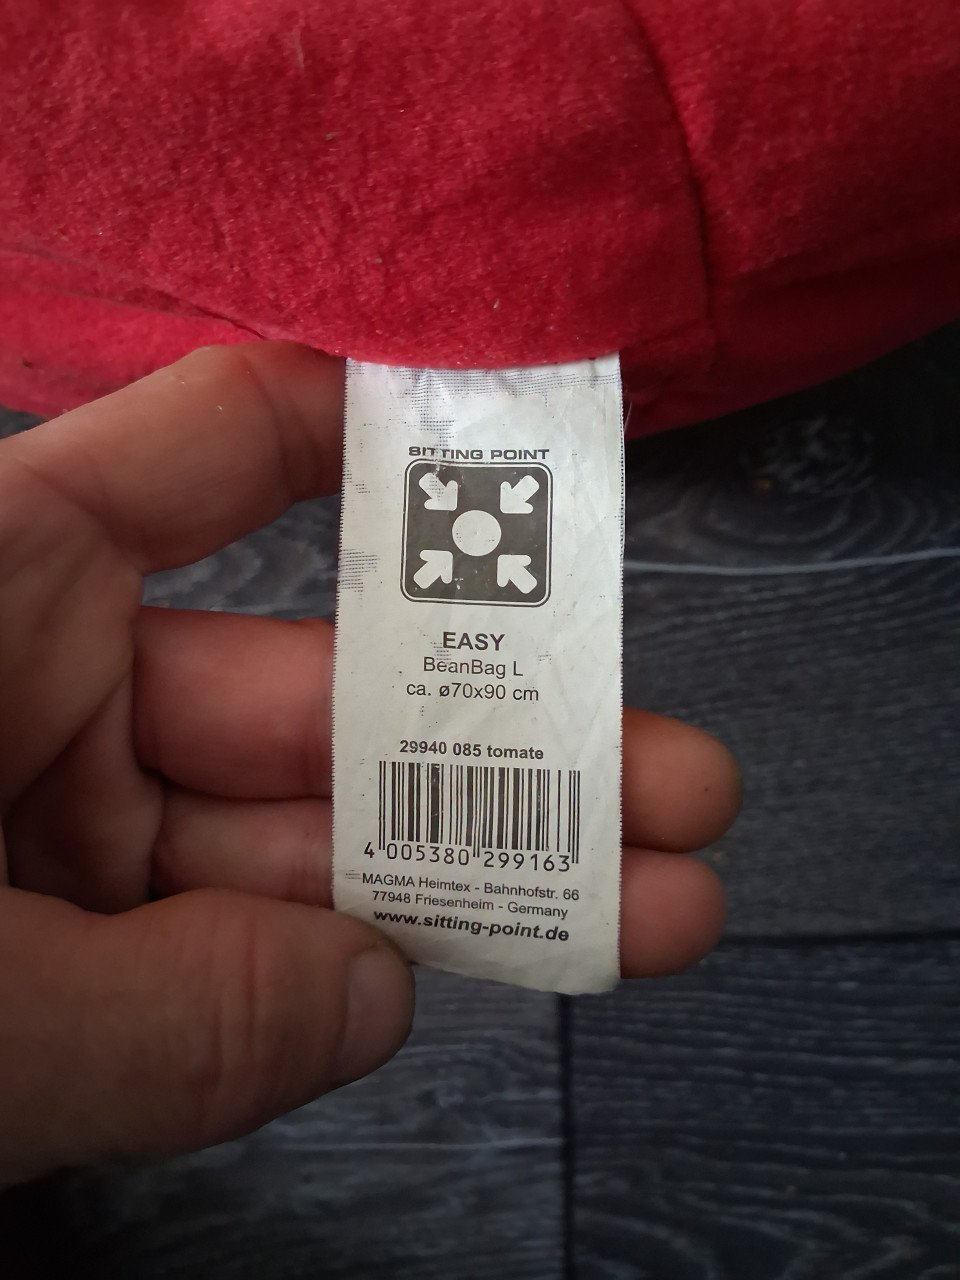 SITTING POINT
EASY
BeanBag L
ca. ø70x90 cm
29940 085 tomate
4 005380 299163
MAGMA Heimtex - Bahnhofstr. 66
77948 Friesenheim - Germany
www.sitting-point.de